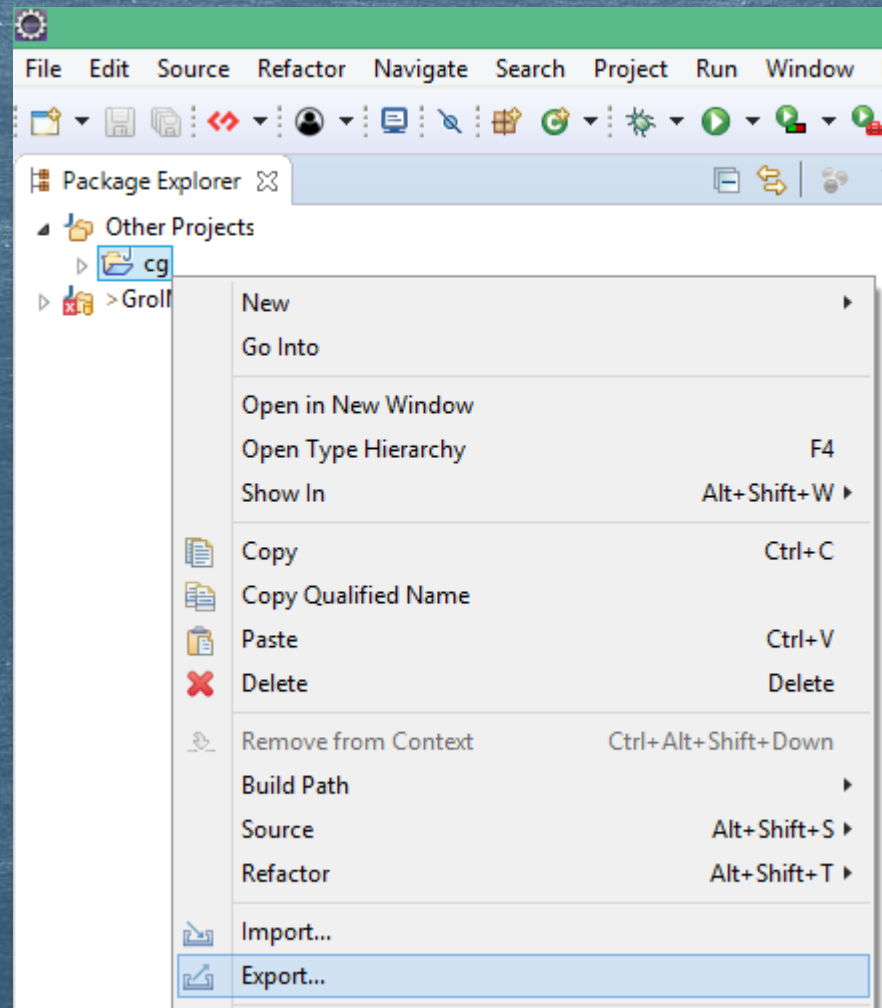 File Edit Source Refactor Navigate Search Project Run Window
Package Explorer
Other Projects
cg
New
Go Into
Open in New Window
Open Type Hierarchy F4
Show In Alt+Shift+W
Copy Ctrl+C
Copy Qualified Name
Paste Ctrl+V
Delete Delete
Remove from Context Ctrl+Alt+Shift+Down
Build Path
Source Alt+Shift+S
Refactor Alt+Shift+T
Import...
Export...